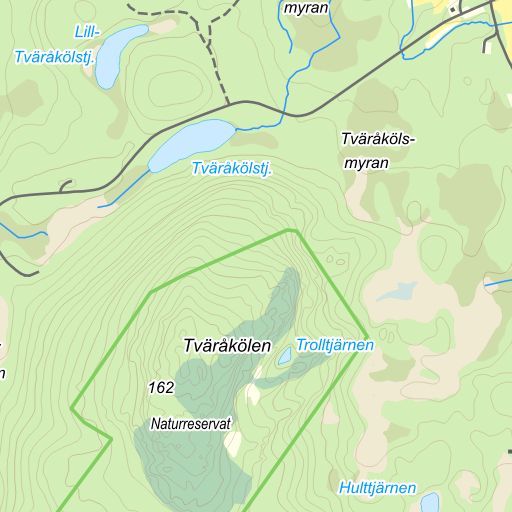 myran
Lill-
Tväråkölstj.
Tväråköls-
myran
Tväråkölstj.
Tväråkölen
Trolltjärnen
162
Naturreservat
Hulttjärnen